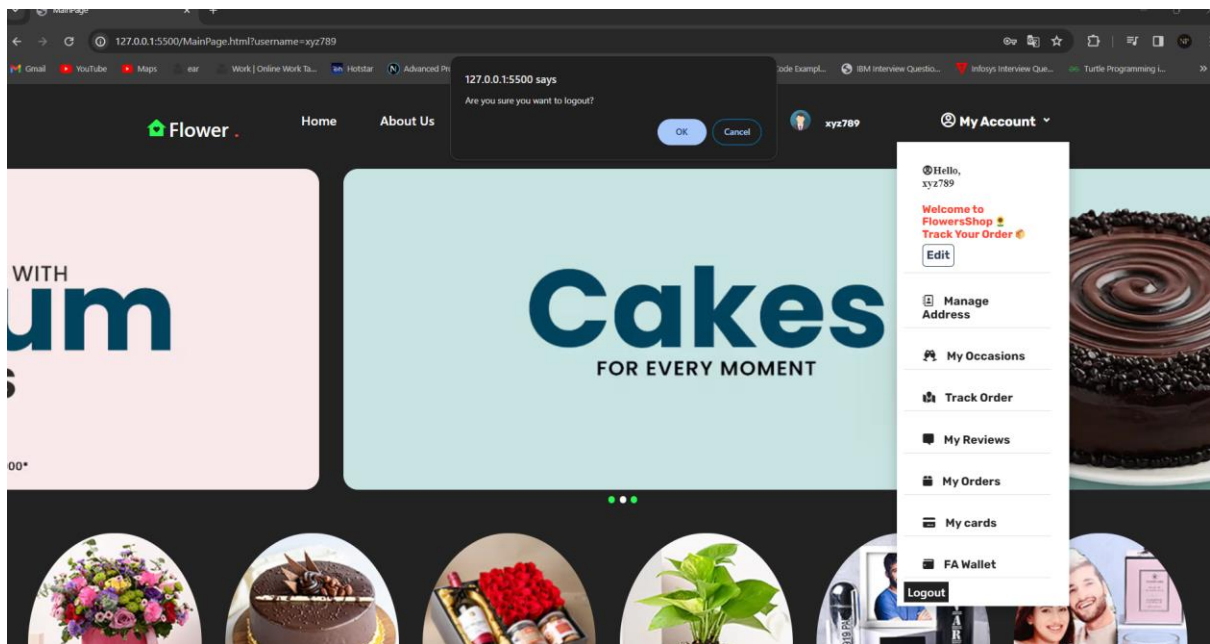 MainPage
127.0.0.1:5500/MainPage.html?username=xyz789
Gmail
YouTube
Maps
ear
Work | Online Work Ta...
Hotstar
Advanced Pr
Code Exampl...
IBM Interview Questio...
Infosys Interview Que...
Turtle Programming i...
127.0.0.1:5500 says
Are you sure you want to logout?
OK
Cancel
Flower .
Home
About Us
xyz789
My Account
Hello,
xyz789
Welcome to
FlowersShop
Track Your Order
Edit
Manage
Address
My Occasions
Track Order
My Reviews
My Orders
My cards
FA Wallet
Logout
WITH
um
s
00*
Cakes
FOR EVERY MOMENT